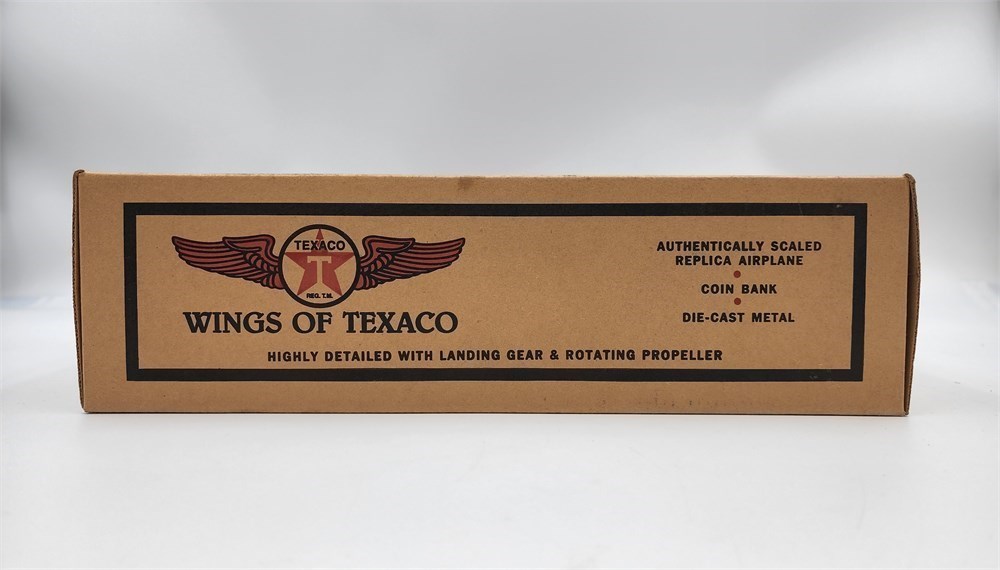 TEXACO
T
REG. T.M.
WINGS OF TEXACO
AUTHENTICALLY SCALED
REPLICA AIRPLANE
COIN BANK
DIE-CAST METAL
HIGHLY DETAILED WITH LANDING GEAR & ROTATING PROPELLER